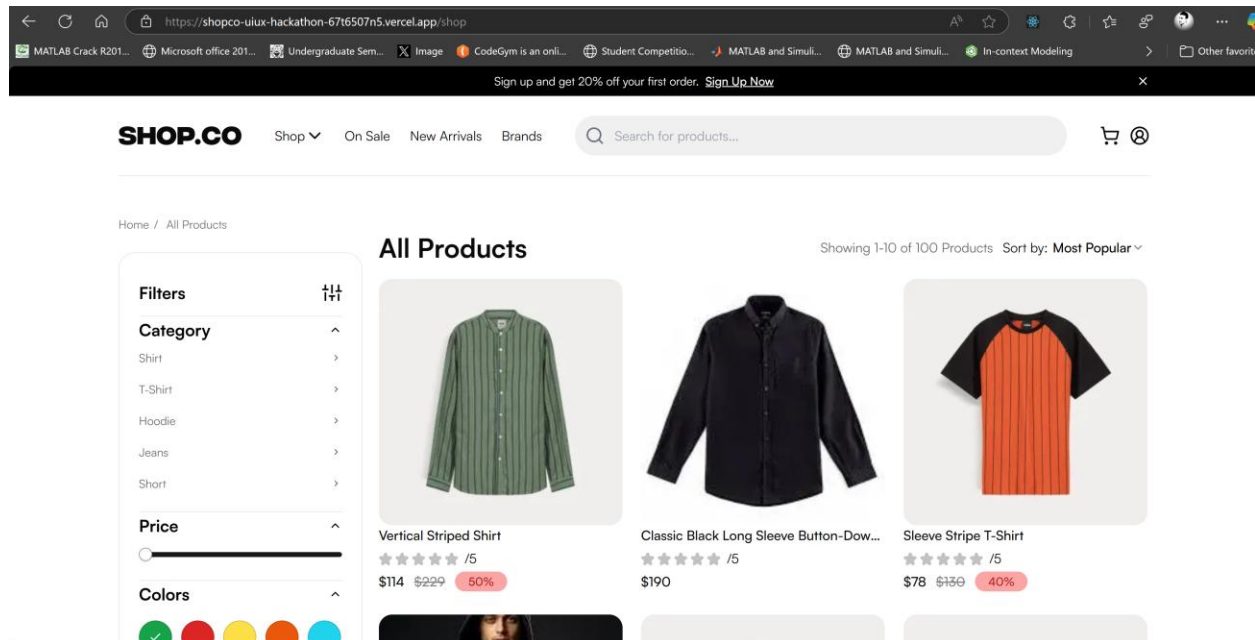 https://shopco-uiux-hackathon-67t6507n5.vercel.app/shop
MATLAB Crack R201... Microsoft office 201... Undergraduate Sem... Image CodeGym is an onli... Student Competitio... MATLAB and Simuli... MATLAB and Simuli... In-context Modeling Other favorite
Sign up and get 20% off your first order. Sign Up Now
SHOP.CO Shop On Sale New Arrivals Brands Search for products...
Home / All Products
All Products Showing 1-10 of 100 Products Sort by: Most Popular
Filters
Category
Shirt
T-Shirt
Hoodie
Jeans
Short
Price
Colors
Vertical Striped Shirt
/5
$114 $229 50%
Classic Black Long Sleeve Button-Dow...
/5
$190
Sleeve Stripe T-Shirt
/5
$78 $130 40%